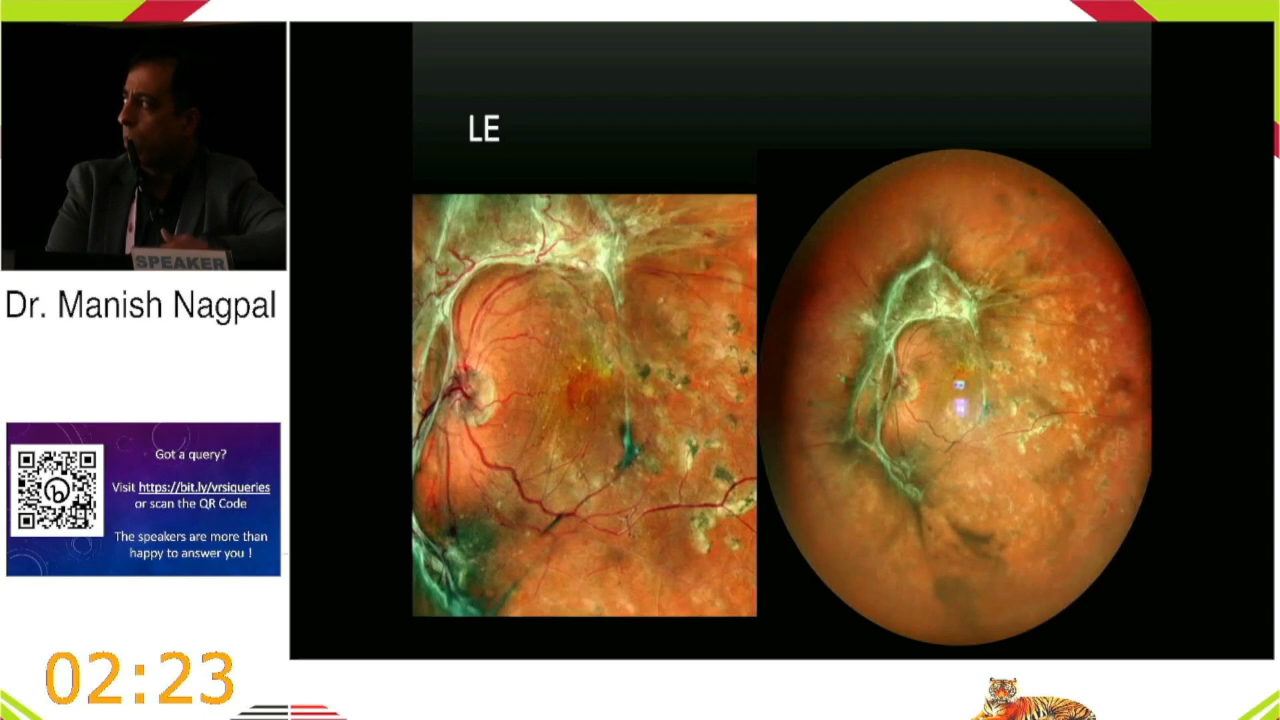 LE
SPEAKER
Dr. Manish Nagpal
Got a query?
Visit https://bit.ly/vrsiqueries
or scan the QR Code
The speakers are more than
happy to answer you !
02:23